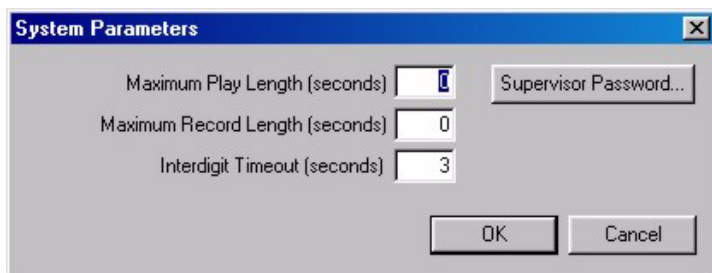 System Parameters
Maximum Play Length (seconds) 0 Supervisor Password...
Maximum Record Length (seconds) 0
Interdigit Timeout (seconds) 3
OK Cancel